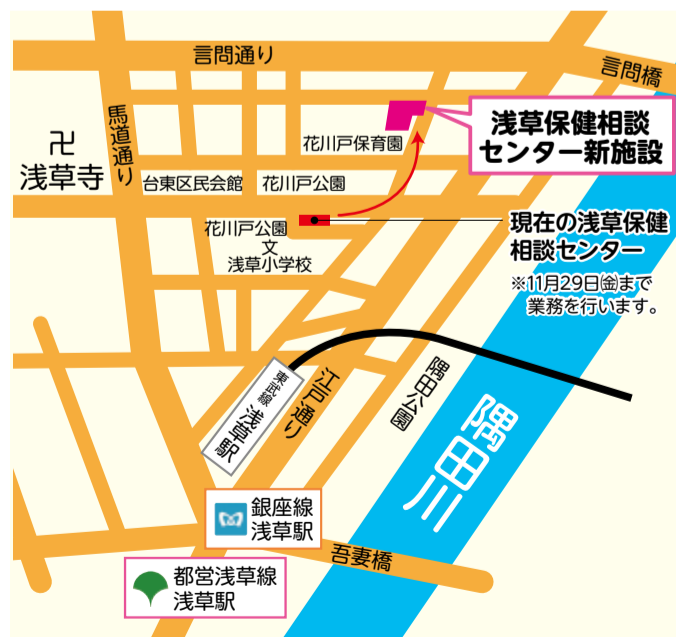 言問通り
言問橋
馬道通り
卍
浅草寺
花川戸保育園
浅草保健相談
センター新施設
台東区民会館
花川戸公園
花川戸公園
文
浅草小学校
現在の浅草保健
相談センター
※11月29日㈮まで
業務を行います。
東武線 浅草駅
江戸通り
隅田公園
隅田川
銀座線
浅草駅
吾妻橋
都営浅草線
浅草駅